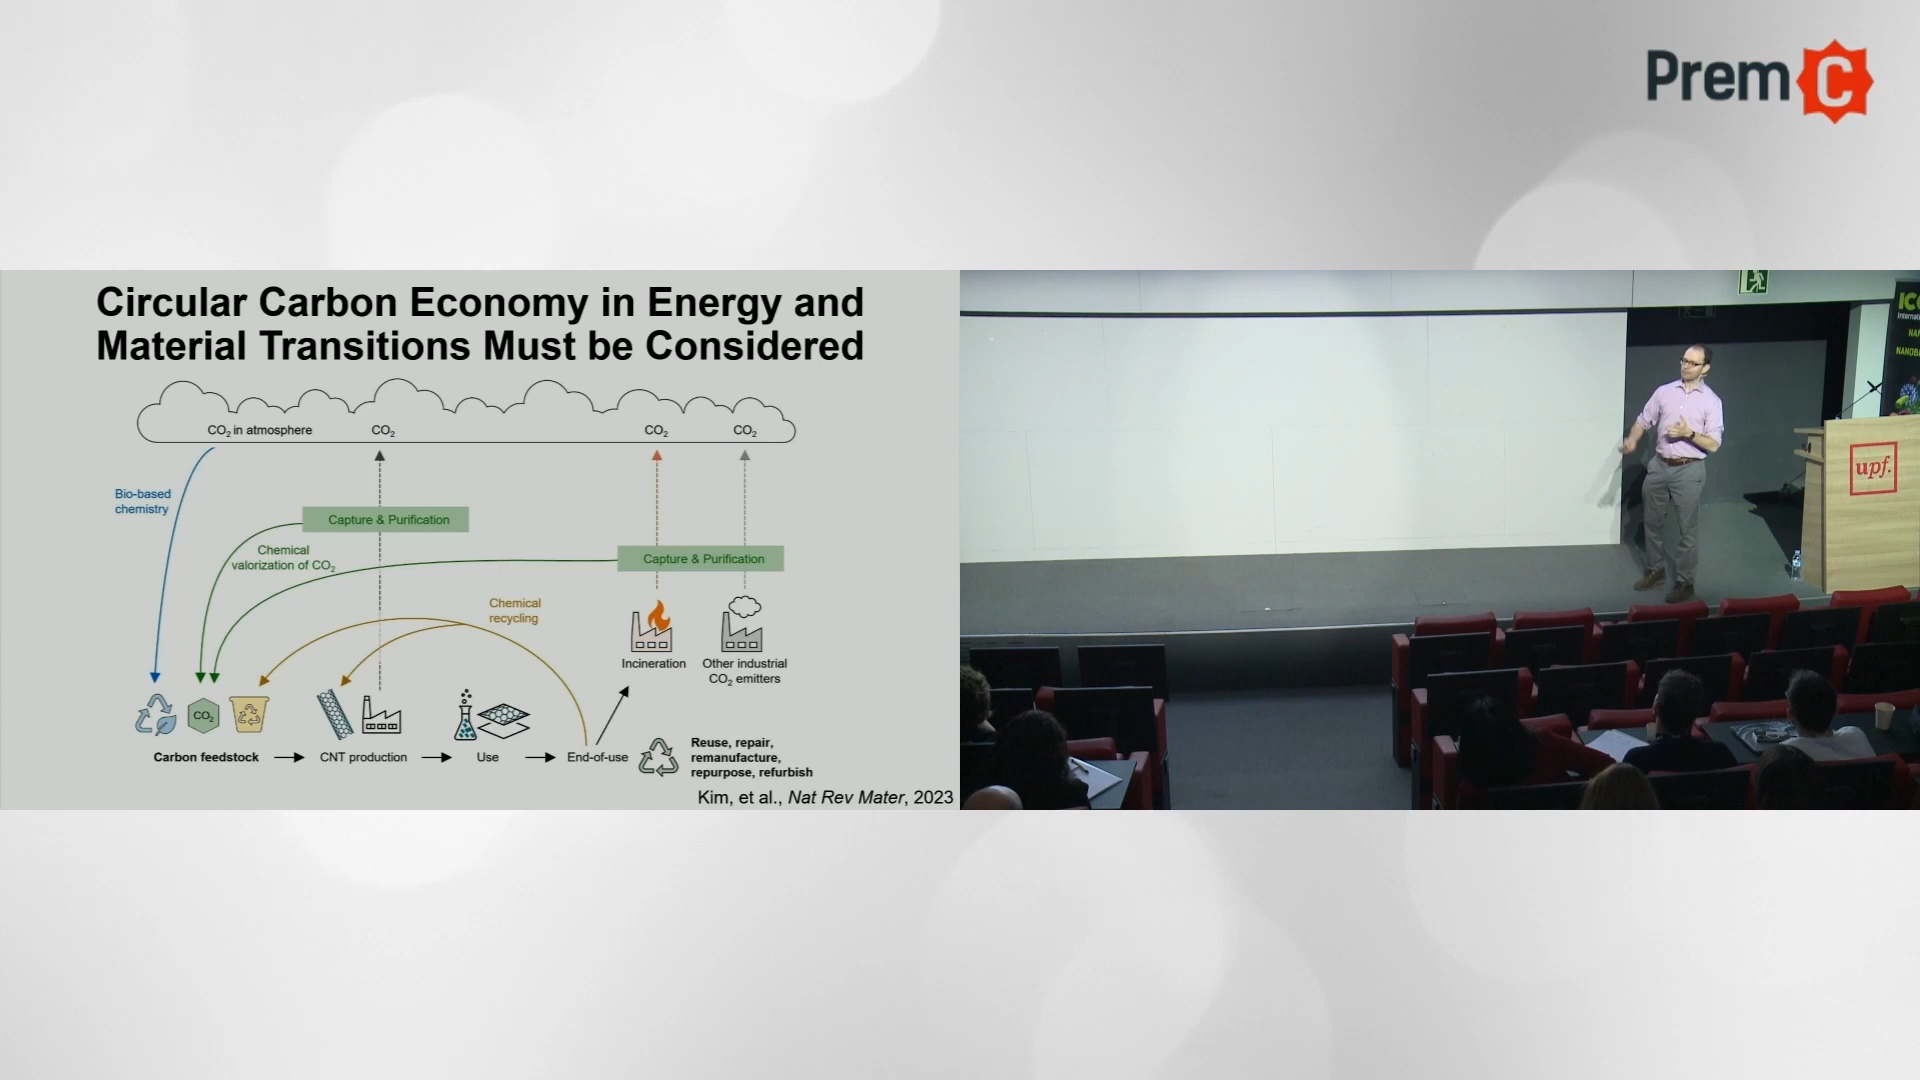 Prem C
Circular Carbon Economy in Energy and
Material Transitions Must be Considered
CO2 in atmosphere
CO2
CO2
CO2
Bio-based
chemistry
Capture & Purification
Chemical
valorization of CO2
Capture & Purification
Chemical
recycling
Incineration
Other industrial
CO2 emitters
CO2
Carbon feedstock
CNT production
Use
End-of-use
Reuse, repair,
remanufacture,
repurpose, refurbish
Kim, et al., Nat Rev Mater, 2023
upf.